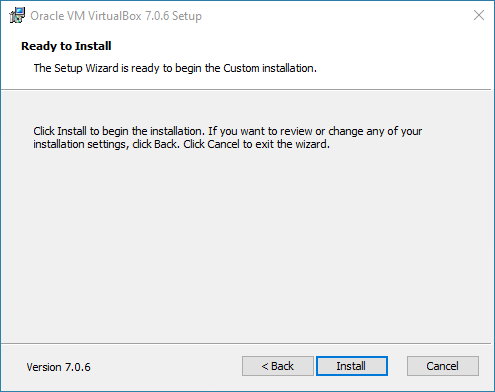 Oracle VM VirtualBox 7.0.6 Setup
Ready to Install
The Setup Wizard is ready to begin the Custom installation.
Click Install to begin the installation. If you want to review or change any of your
installation settings, click Back. Click Cancel to exit the wizard.
Version 7.0.6
< Back
Install
Cancel